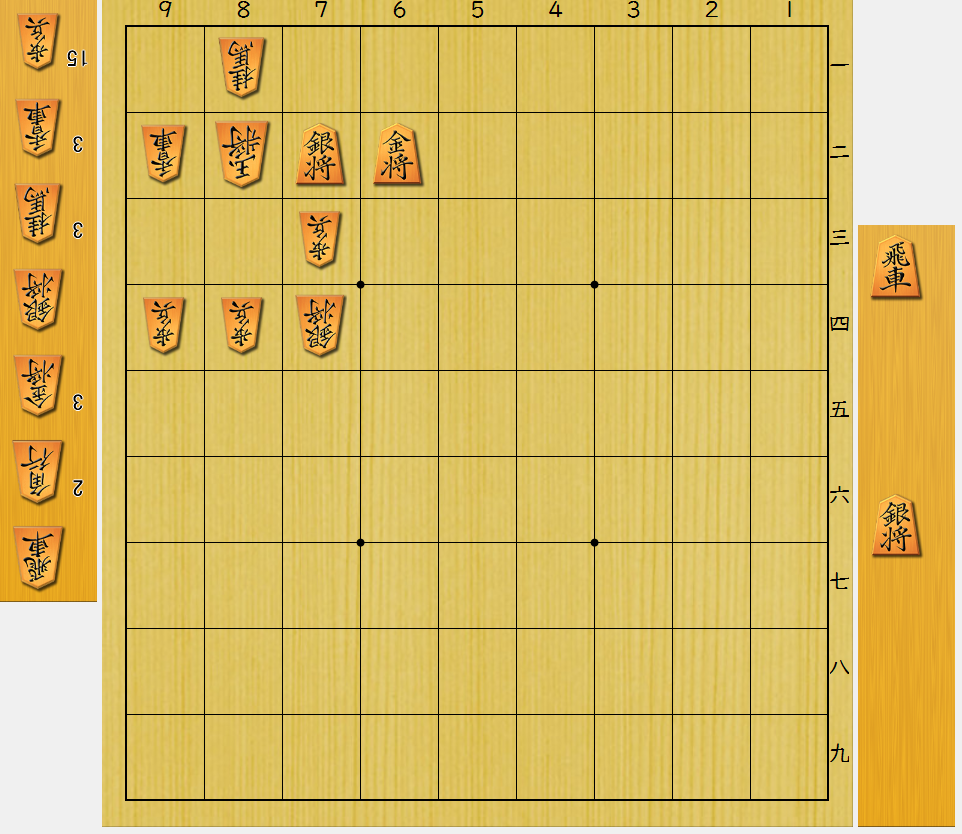 9 8 7 6 5 4 3 2 1
歩兵 15
香車 3
桂馬 3
銀将
金将 3
角行 2
飛車
桂馬 一
香車 玉将 銀将 金将 二
歩兵 三
歩兵 歩兵 銀将 四
五
六
七
八
九
飛車
銀将